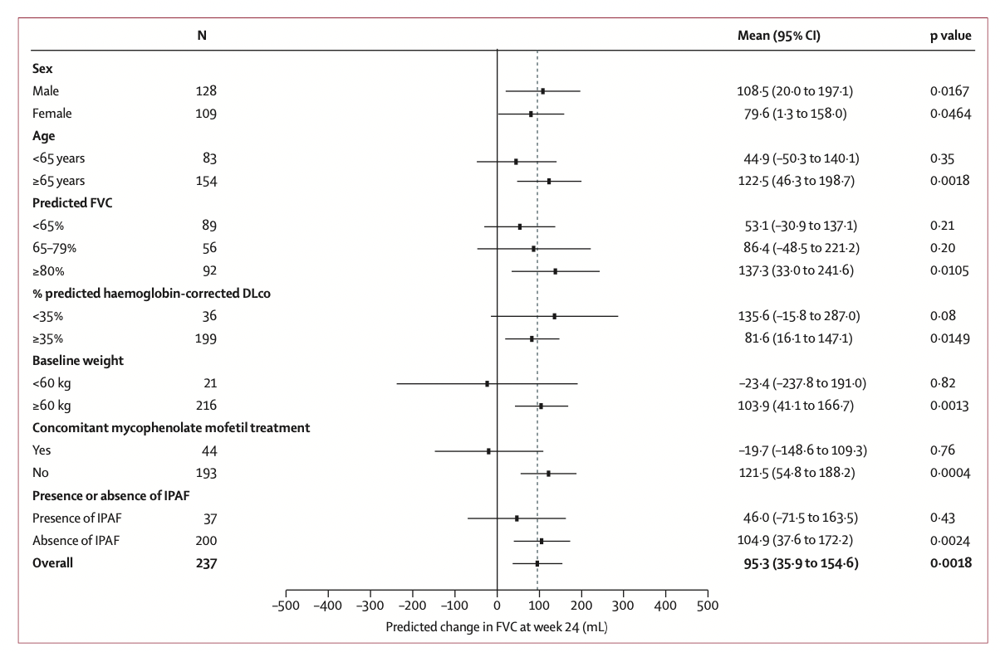 N Mean (95% CI) p value
Sex
Male 128 108·5 (20·0 to 197·1) 0·0167
Female 109 79·6 (1·3 to 158·0) 0·0464
Age
<65 years 83 44·9 (–50·3 to 140·1) 0·35
≥65 years 154 122·5 (46·3 to 198·7) 0·0018
Predicted FVC
<65% 89 53·1 (–30·9 to 137·1) 0·21
65–79% 56 86·4 (–48·5 to 221·2) 0·20
≥80% 92 137·3 (33·0 to 241·6) 0·0105
% predicted haemoglobin-corrected DLco
<35% 36 135·6 (–15·8 to 287·0) 0·08
≥35% 199 81·6 (16·1 to 147·1) 0·0149
Baseline weight
<60 kg 21 –23·4 (–237·8 to 191·0) 0·82
≥60 kg 216 103·9 (41·1 to 166·7) 0·0013
Concomitant mycophenolate mofetil treatment
Yes 44 –19·7 (–148·6 to 109·3) 0·76
No 193 121·5 (54·8 to 188·2) 0·0004
Presence or absence of IPAF
Presence of IPAF 37 46·0 (–71·5 to 163·5) 0·43
Absence of IPAF 200 104·9 (37·6 to 172·2) 0·0024
Overall 237 95·3 (35·9 to 154·6) 0·0018
–500 –400 –300 –200 –100 0 100 200 300 400 500
Predicted change in FVC at week 24 (mL)